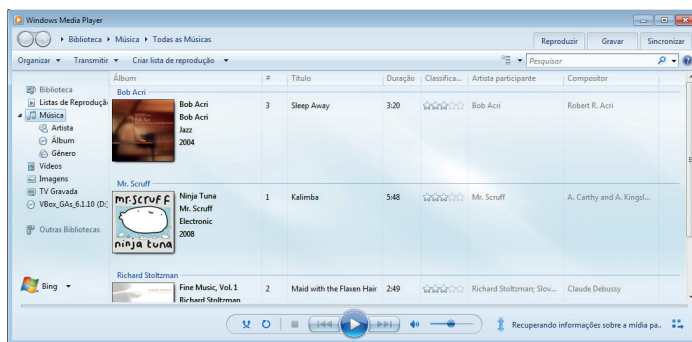 Windows Media Player
Biblioteca ▸ Música ▸ Todas as Músicas
Reproduzir Gravar Sincronizar
Organizar Transmitir Criar lista de reprodução Pesquisar
Álbum # Título Duração Classifica... Artista participante Compositor
Biblioteca
Listas de Reproduçã
Música
Artista
Álbum
Gênero
Vídeos
Imagens
TV Gravada
VBox_GAs_6.1.10 (D:)
Outras Bibliotecas
Bing
Bob Acri
Bob Acri 3 Sleep Away 3:20 Bob Acri Robert R. Acri
Bob Acri
Jazz
2004
Mr. Scruff
mr.scruff
ninja tuna
Ninja Tuna 1 Kalimba 5:48 Mr. Scruff A. Carthy and A. Kingsl...
Mr. Scruff
Electronic
2008
Richard Stoltzman
Fine Music, Vol. 1 2 Maid with the Flaxen Hair 2:49 Richard Stoltzman; Slov... Claude Debussy
Richard Stoltzman
Recuperando informações sobre a mídia pa..